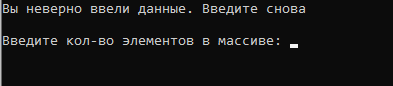 Вы неверно ввели данные. Введите снова
Введите кол-во элементов в массиве: